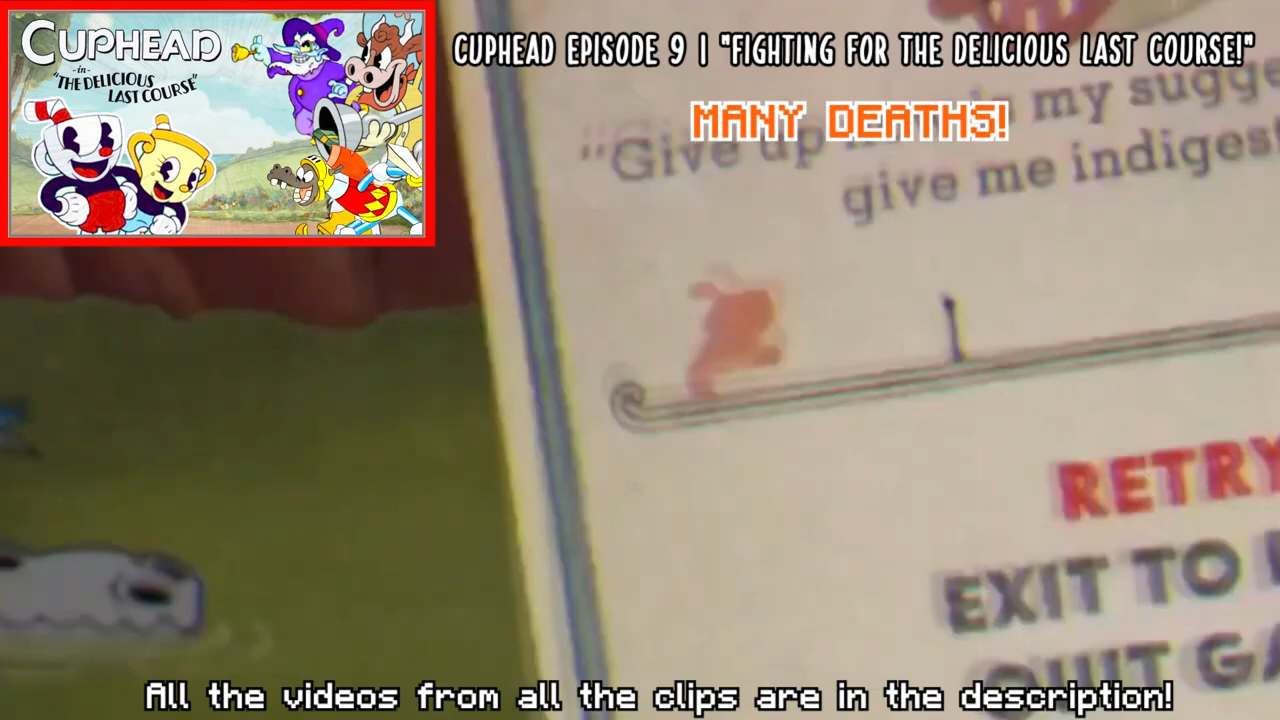 CUPHEAD
-in-
"THE DELICIOUS
LAST COURSE"
CUPHEAD EPISODE 9 | "FIGHTING FOR THE DELICIOUS LAST COURSE!"
MANY DEATHS!
"Give up my sugge
give me indiges
RETRY
EXIT TO
QUIT GA
All the videos from all the clips are in the description!